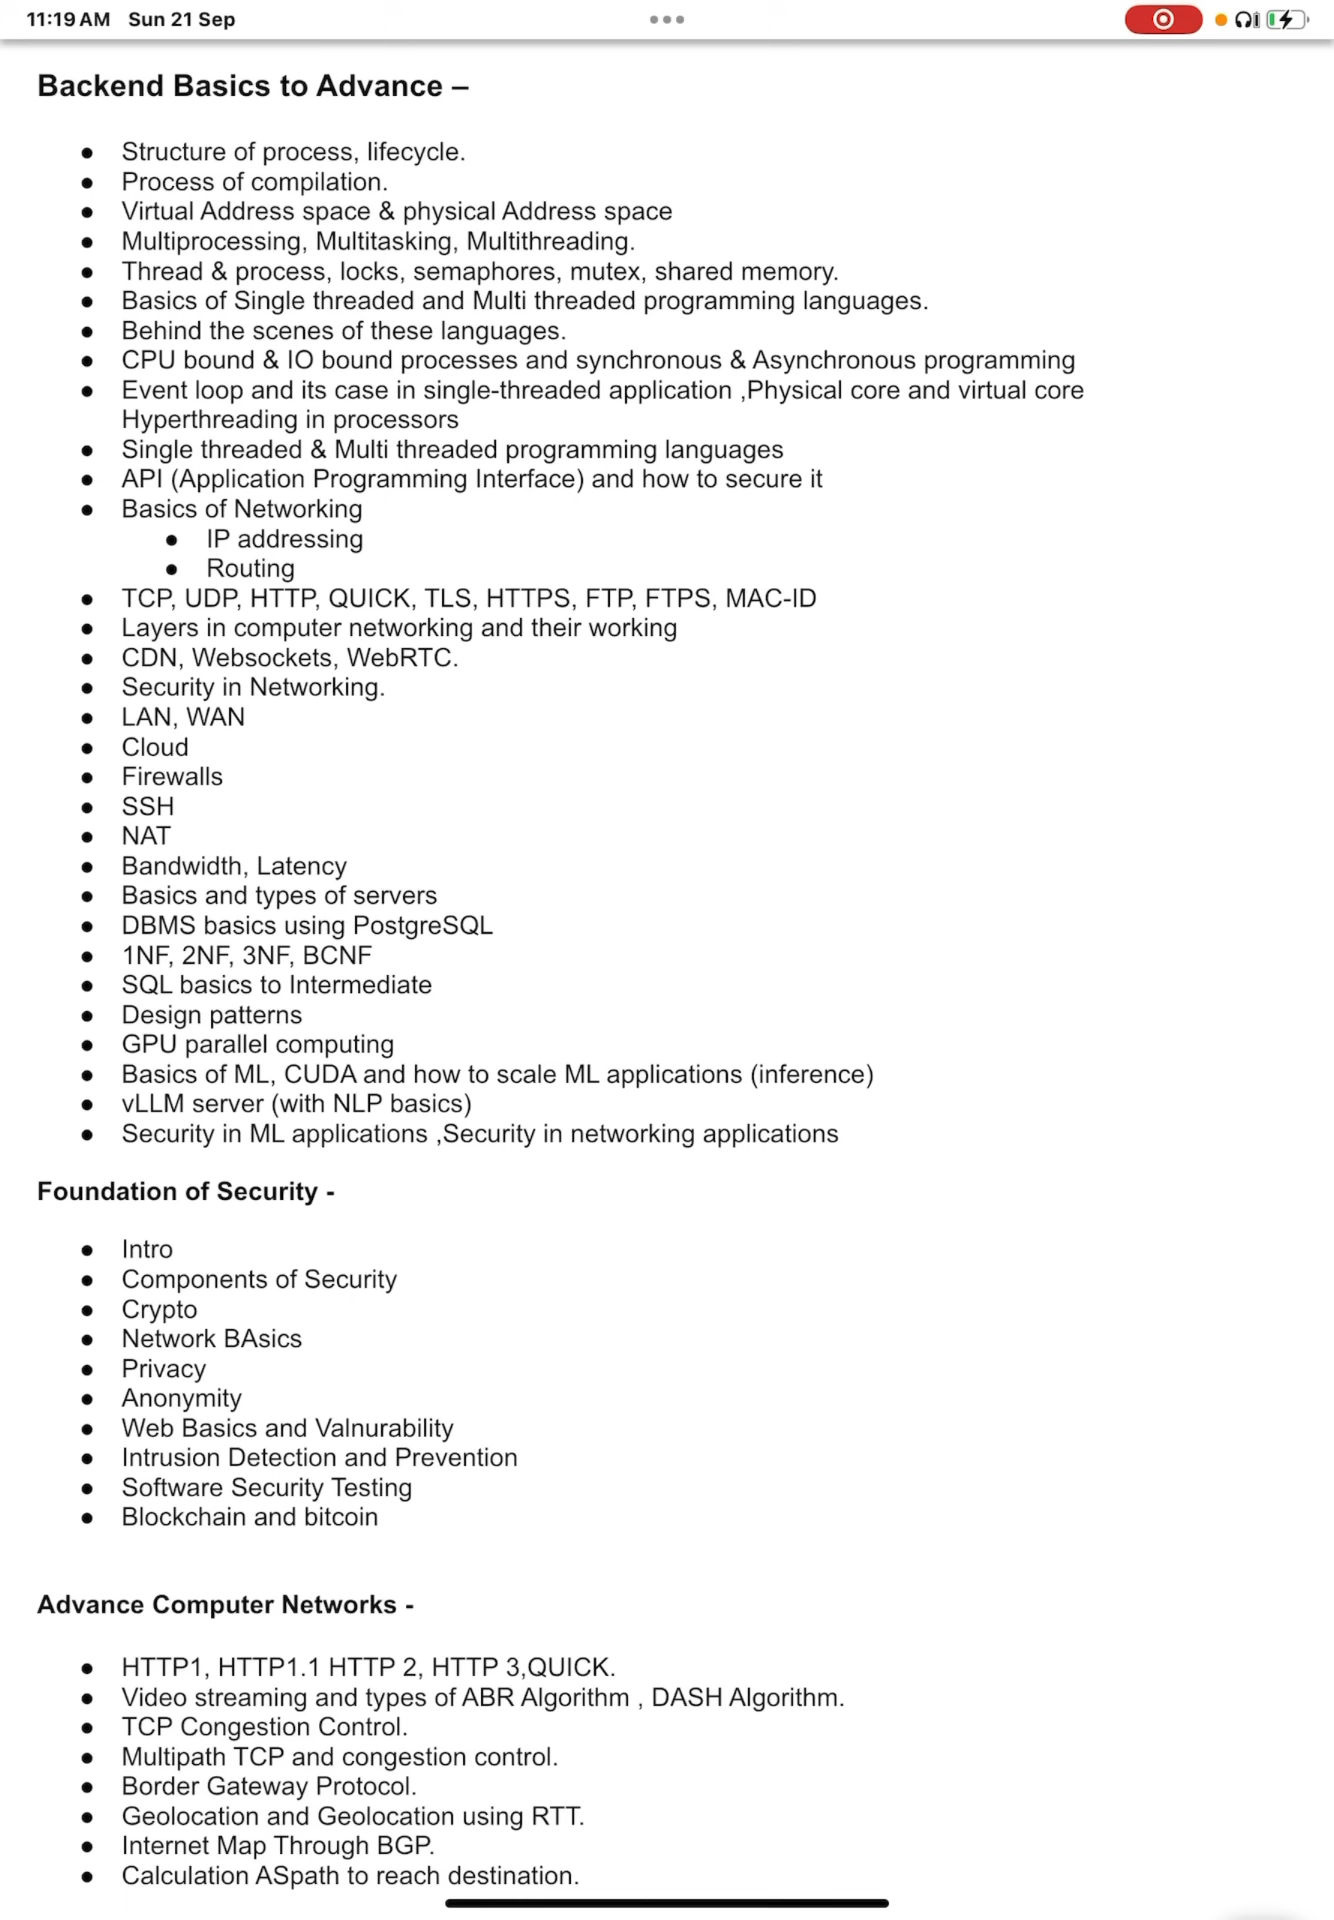 11:19 AM Sun 21 Sep
Backend Basics to Advance –
● Structure of process, lifecycle.
● Process of compilation.
● Virtual Address space & physical Address space
● Multiprocessing, Multitasking, Multithreading.
● Thread & process, locks, semaphores, mutex, shared memory.
● Basics of Single threaded and Multi threaded programming languages.
● Behind the scenes of these languages.
● CPU bound & IO bound processes and synchronous & Asynchronous programming
● Event loop and its case in single-threaded application ,Physical core and virtual core
Hyperthreading in processors
● Single threaded & Multi threaded programming languages
● API (Application Programming Interface) and how to secure it
● Basics of Networking
● IP addressing
● Routing
● TCP, UDP, HTTP, QUICK, TLS, HTTPS, FTP, FTPS, MAC-ID
● Layers in computer networking and their working
● CDN, Websockets, WebRTC.
● Security in Networking.
● LAN, WAN
● Cloud
● Firewalls
● SSH
● NAT
● Bandwidth, Latency
● Basics and types of servers
● DBMS basics using PostgreSQL
● 1NF, 2NF, 3NF, BCNF
● SQL basics to Intermediate
● Design patterns
● GPU parallel computing
● Basics of ML, CUDA and how to scale ML applications (inference)
● vLLM server (with NLP basics)
● Security in ML applications ,Security in networking applications
Foundation of Security -
● Intro
● Components of Security
● Crypto
● Network BAsics
● Privacy
● Anonymity
● Web Basics and Valnurability
● Intrusion Detection and Prevention
● Software Security Testing
● Blockchain and bitcoin
Advance Computer Networks -
● HTTP1, HTTP1.1 HTTP 2, HTTP 3,QUICK.
● Video streaming and types of ABR Algorithm , DASH Algorithm.
● TCP Congestion Control.
● Multipath TCP and congestion control.
● Border Gateway Protocol.
● Geolocation and Geolocation using RTT.
● Internet Map Through BGP.
● Calculation ASpath to reach destination.